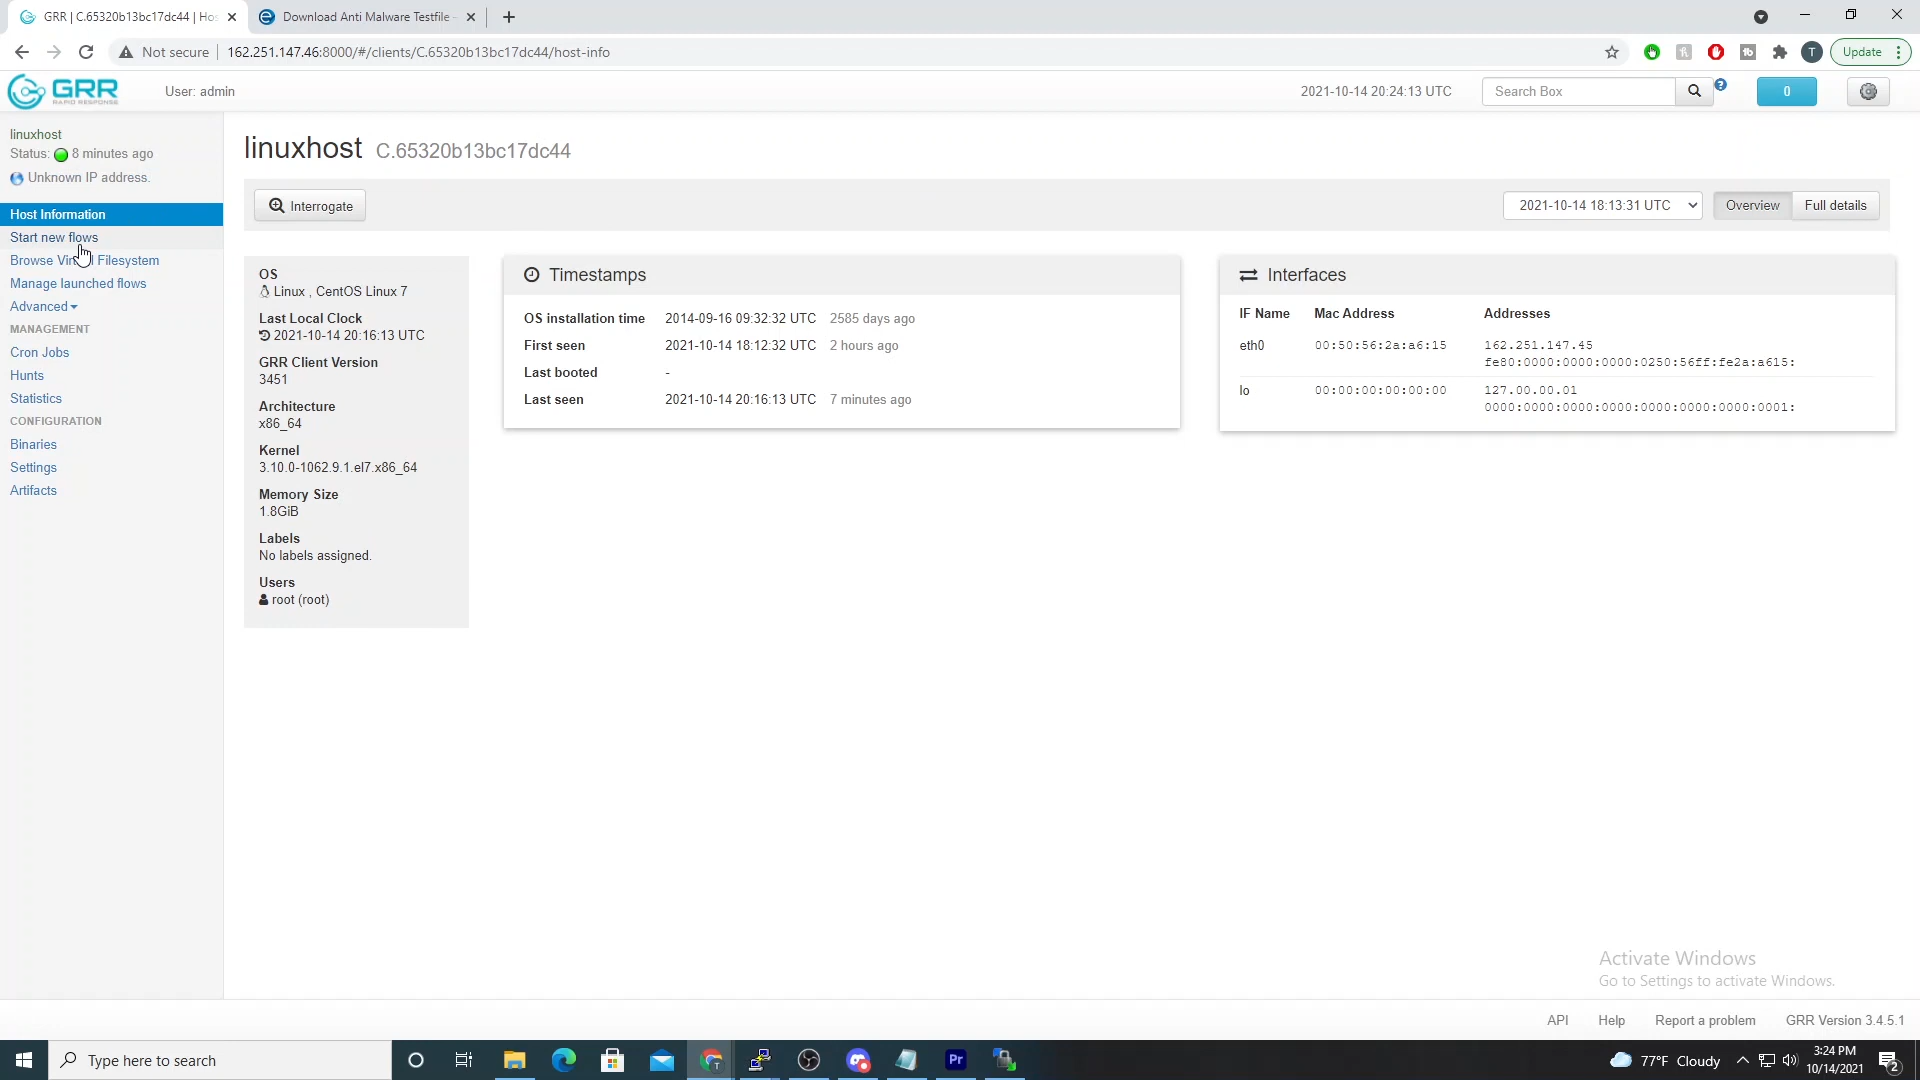 GRR | C.65320b13bc17dc44 | Hos
Download Anti Malware Testfile -
Not secure
162.251.147.46:8000/#/clients/C.65320b13bc17dc44/host-info
T
Update
GRR
RAPID RESPONSE
User: admin
2021-10-14 20:24:13 UTC
Search Box
?
0
linuxhost
Status: 8 minutes ago
Unknown IP address.
Host Information
Start new flows
Browse Vir l Filesystem
Manage launched flows
Advanced
MANAGEMENT
Cron Jobs
Hunts
Statistics
CONFIGURATION
Binaries
Settings
Artifacts
linuxhost C.65320b13bc17dc44
Interrogate
2021-10-14 18:13:31 UTC
Overview
Full details
OS
Linux , CentOS Linux 7
Last Local Clock
2021-10-14 20:16:13 UTC
GRR Client Version
3451
Architecture
x86_64
Kernel
3.10.0-1062.9.1.el7.x86_64
Memory Size
1.8GiB
Labels
No labels assigned.
Users
root (root)
Timestamps
OS installation time 2014-09-16 09:32:32 UTC 2585 days ago
First seen 2021-10-14 18:12:32 UTC 2 hours ago
Last booted -
Last seen 2021-10-14 20:16:13 UTC 7 minutes ago
Interfaces
IF Name Mac Address Addresses
eth0 00:50:56:2a:a6:15 162.251.147.45
fe80:0000:0000:0000:0250:56ff:fe2a:a615:
lo 00:00:00:00:00:00 127.00.00.01
0000:0000:0000:0000:0000:0000:0000:0001:
Activate Windows
Go to Settings to activate Windows.
API
Help
Report a problem
GRR Version 3.4.5.1
Type here to search
Pr
77°F Cloudy
3:24 PM
10/14/2021
2